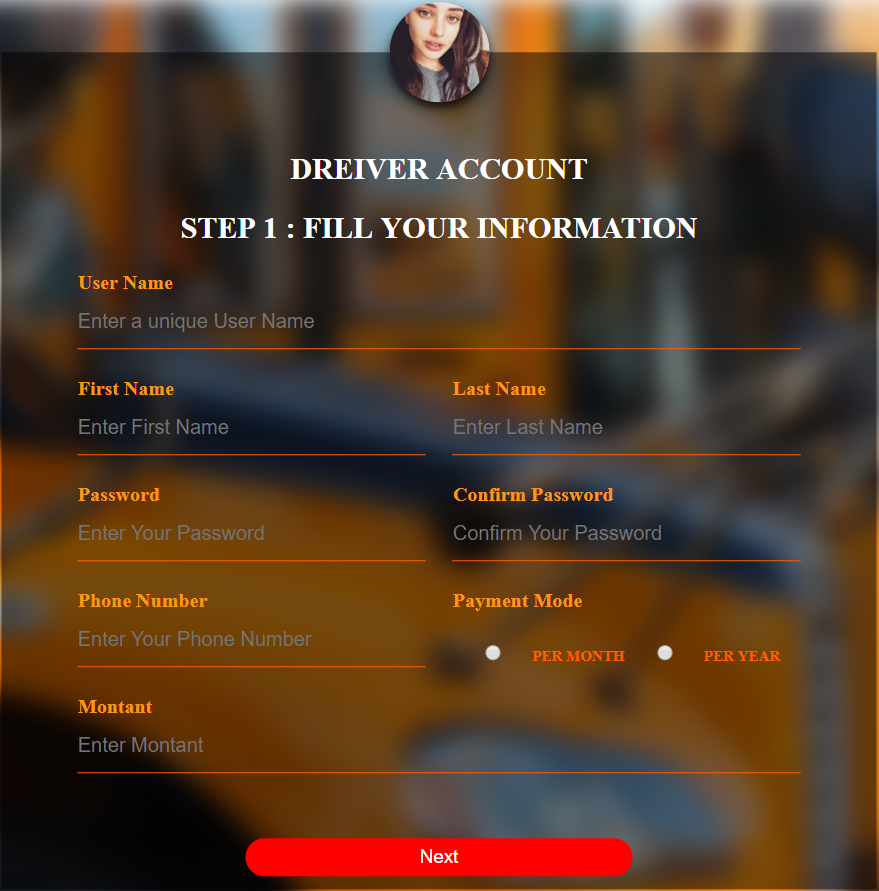 DREIVER ACCOUNT
STEP 1 : FILL YOUR INFORMATION
User Name
Enter a unique User Name
First Name Last Name
Enter First Name Enter Last Name
Password Confirm Password
Enter Your Password Confirm Your Password
Phone Number Payment Mode
Enter Your Phone Number PER MONTH PER YEAR
Montant
Enter Montant
Next